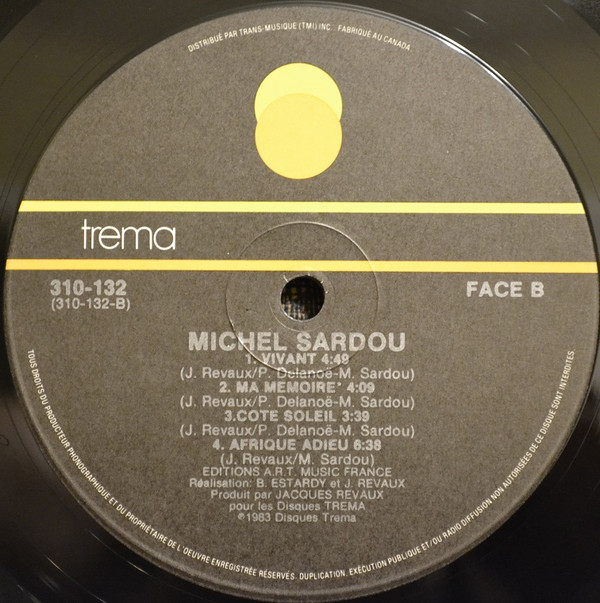 DISTRIBUÉ PAR TRANS-MUSIQUE (TMI) INC. FABRIQUÉ AU CANADA
trema
310-132
(310-132-B)
FACE B
MICHEL SARDOU
1. VIVANT 4:49
(J. Revaux/P. Delanoë-M. Sardou)
2. MA MEMOIRE* 4:09
(J. Revaux/P. Delanoë-M. Sardou)
3.COTE SOLEIL 3:39
(J. Revaux/P. Delanoë-M. Sardou)
4. AFRIQUE ADIEU 6:38
(J. Revaux/M. Sardou)
EDITIONS A.R.T. MUSIC FRANCE
Réalisation: B. ESTARDY et J. REVAUX
Produit par JACQUES REVAUX
pour les Disques TREMA
©1983 Disques Trema
TOUS DROITS DU PRODUCTEUR PHONOGRAPHIQUE ET DU PROPRIÉTAIRE DE L'OEUVRE ENREGISTRÉE RÉSERVÉS. DUPLICATION, EXÉCUTION PUBLIQUE ET/OU RADIO DIFFUSION NON AUTORISÉES DE CE DISQUE SONT INTERDITES.